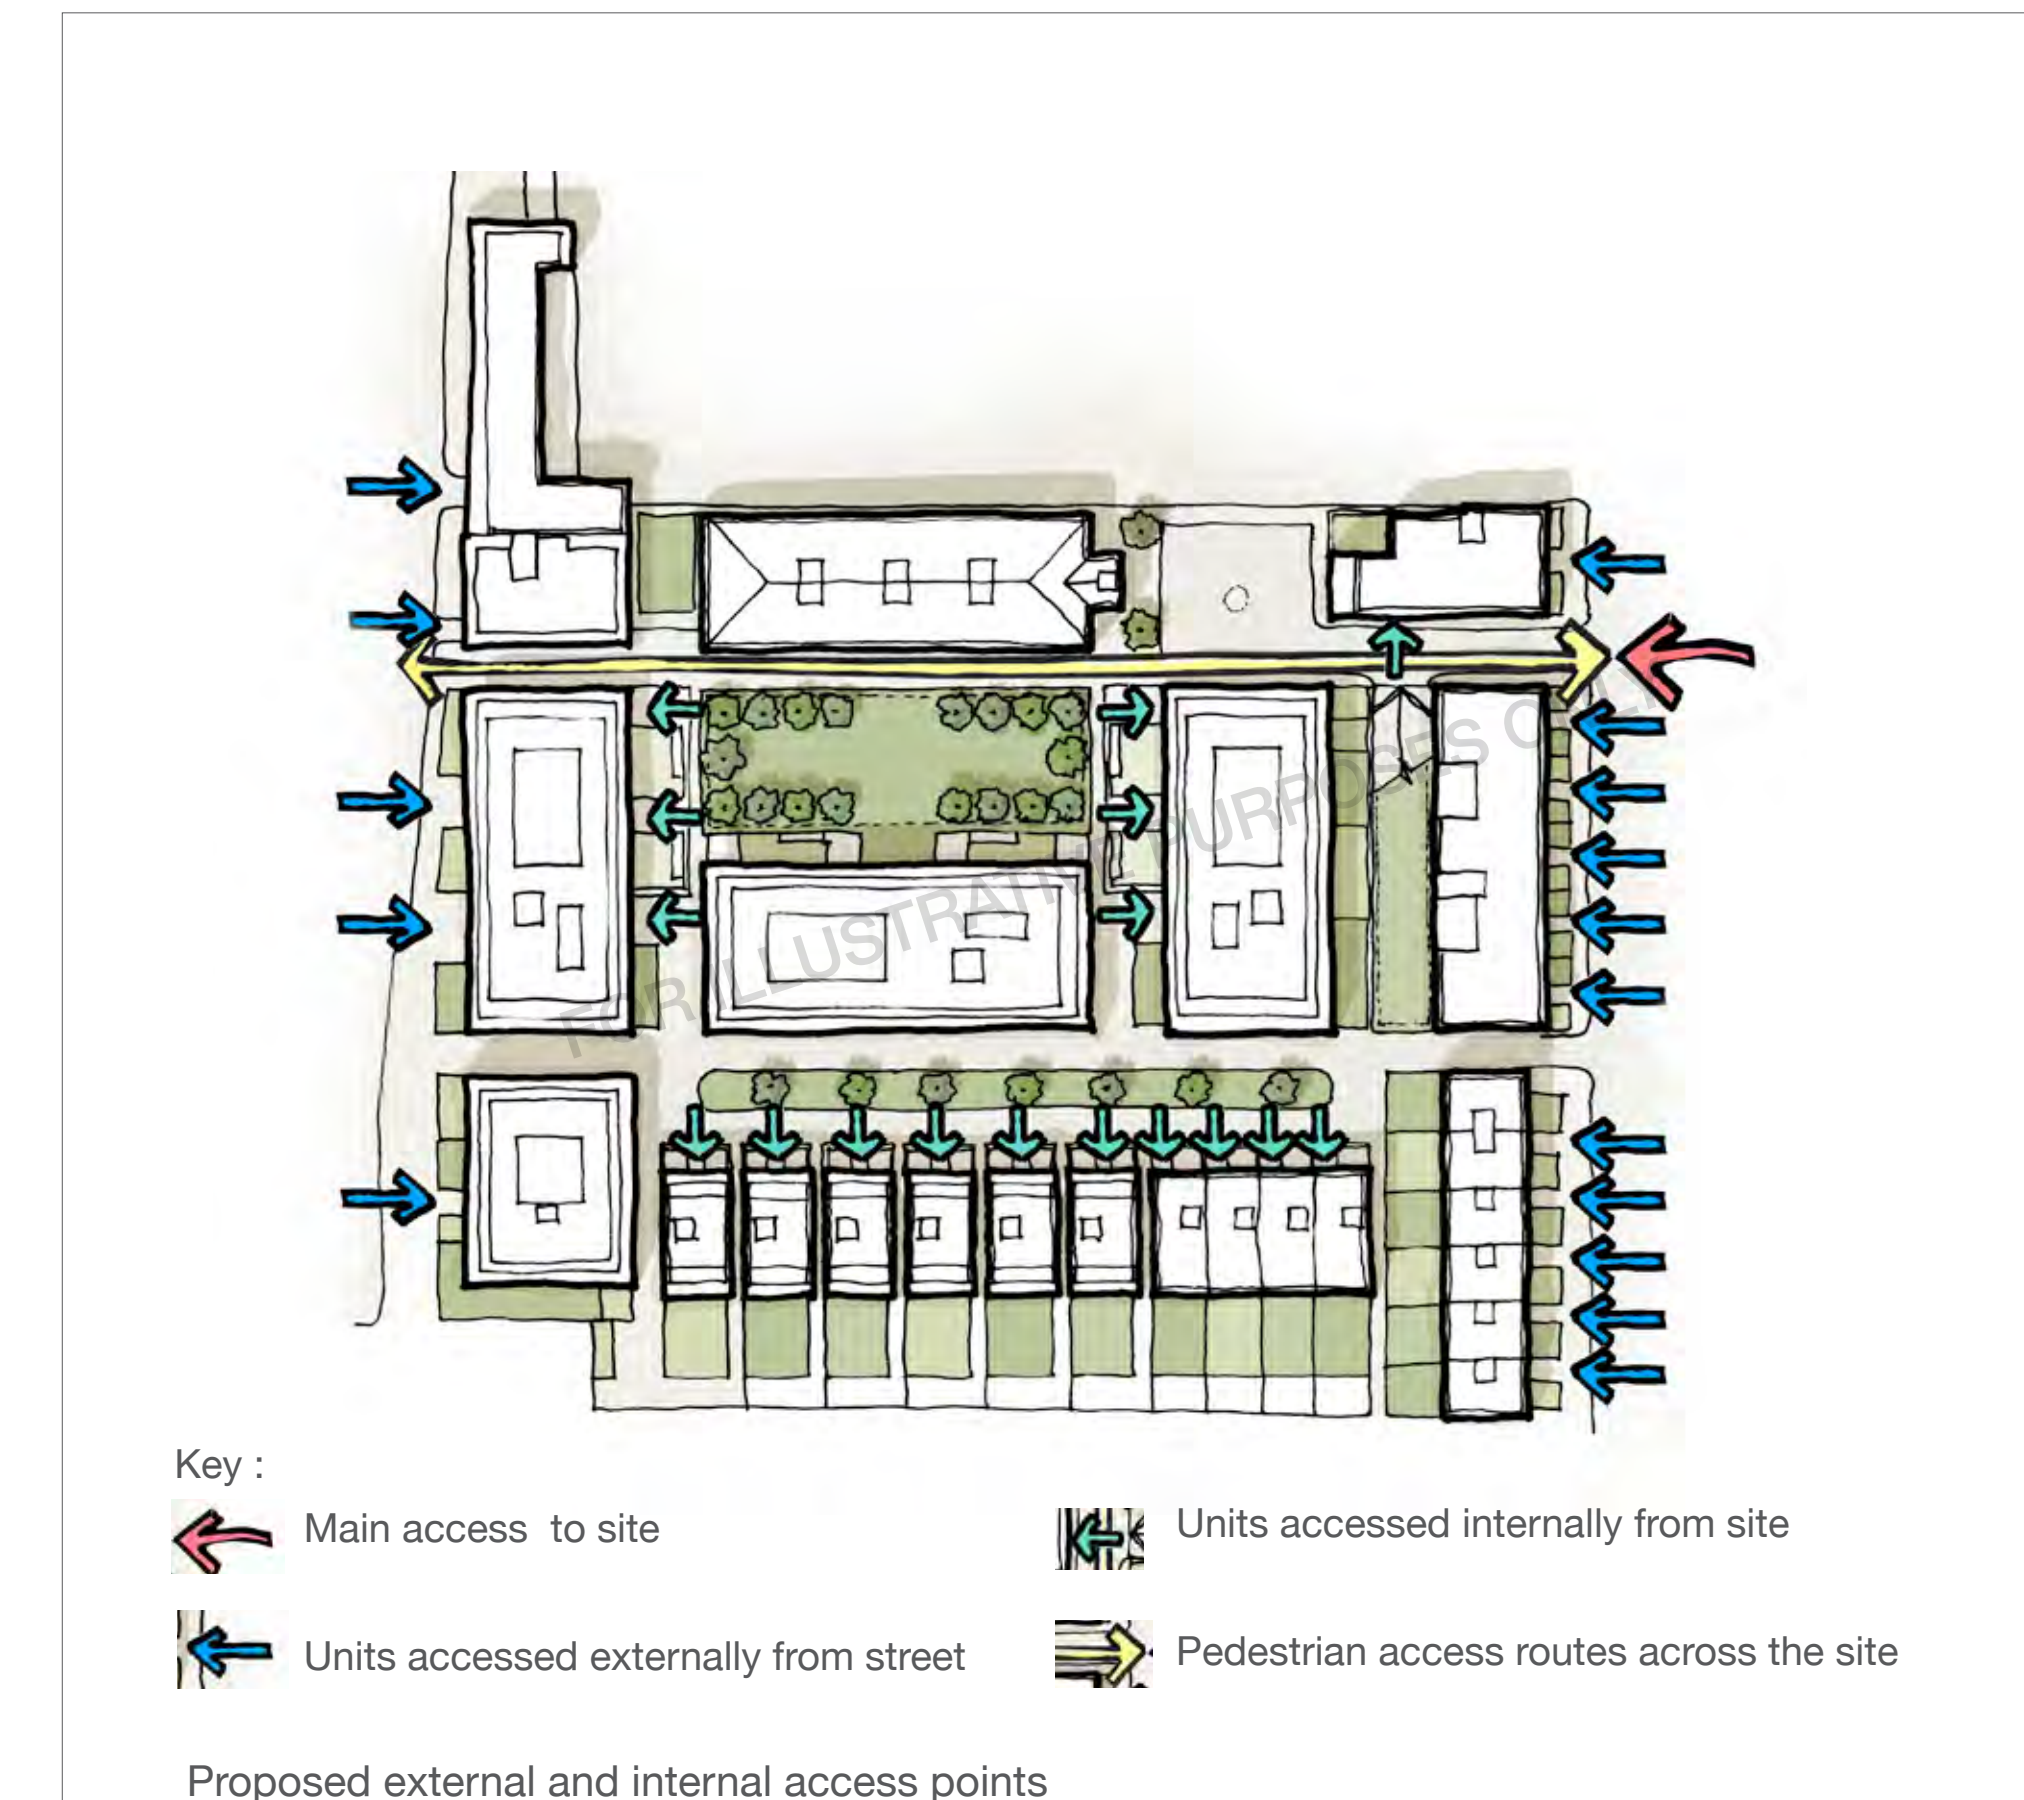 FOR ILLUSTRATIVE PURPOSES
Key :
Main access to site
Units accessed internally from site
Units accessed externally from street
Pedestrian access routes across the site
Proposed external and internal access points